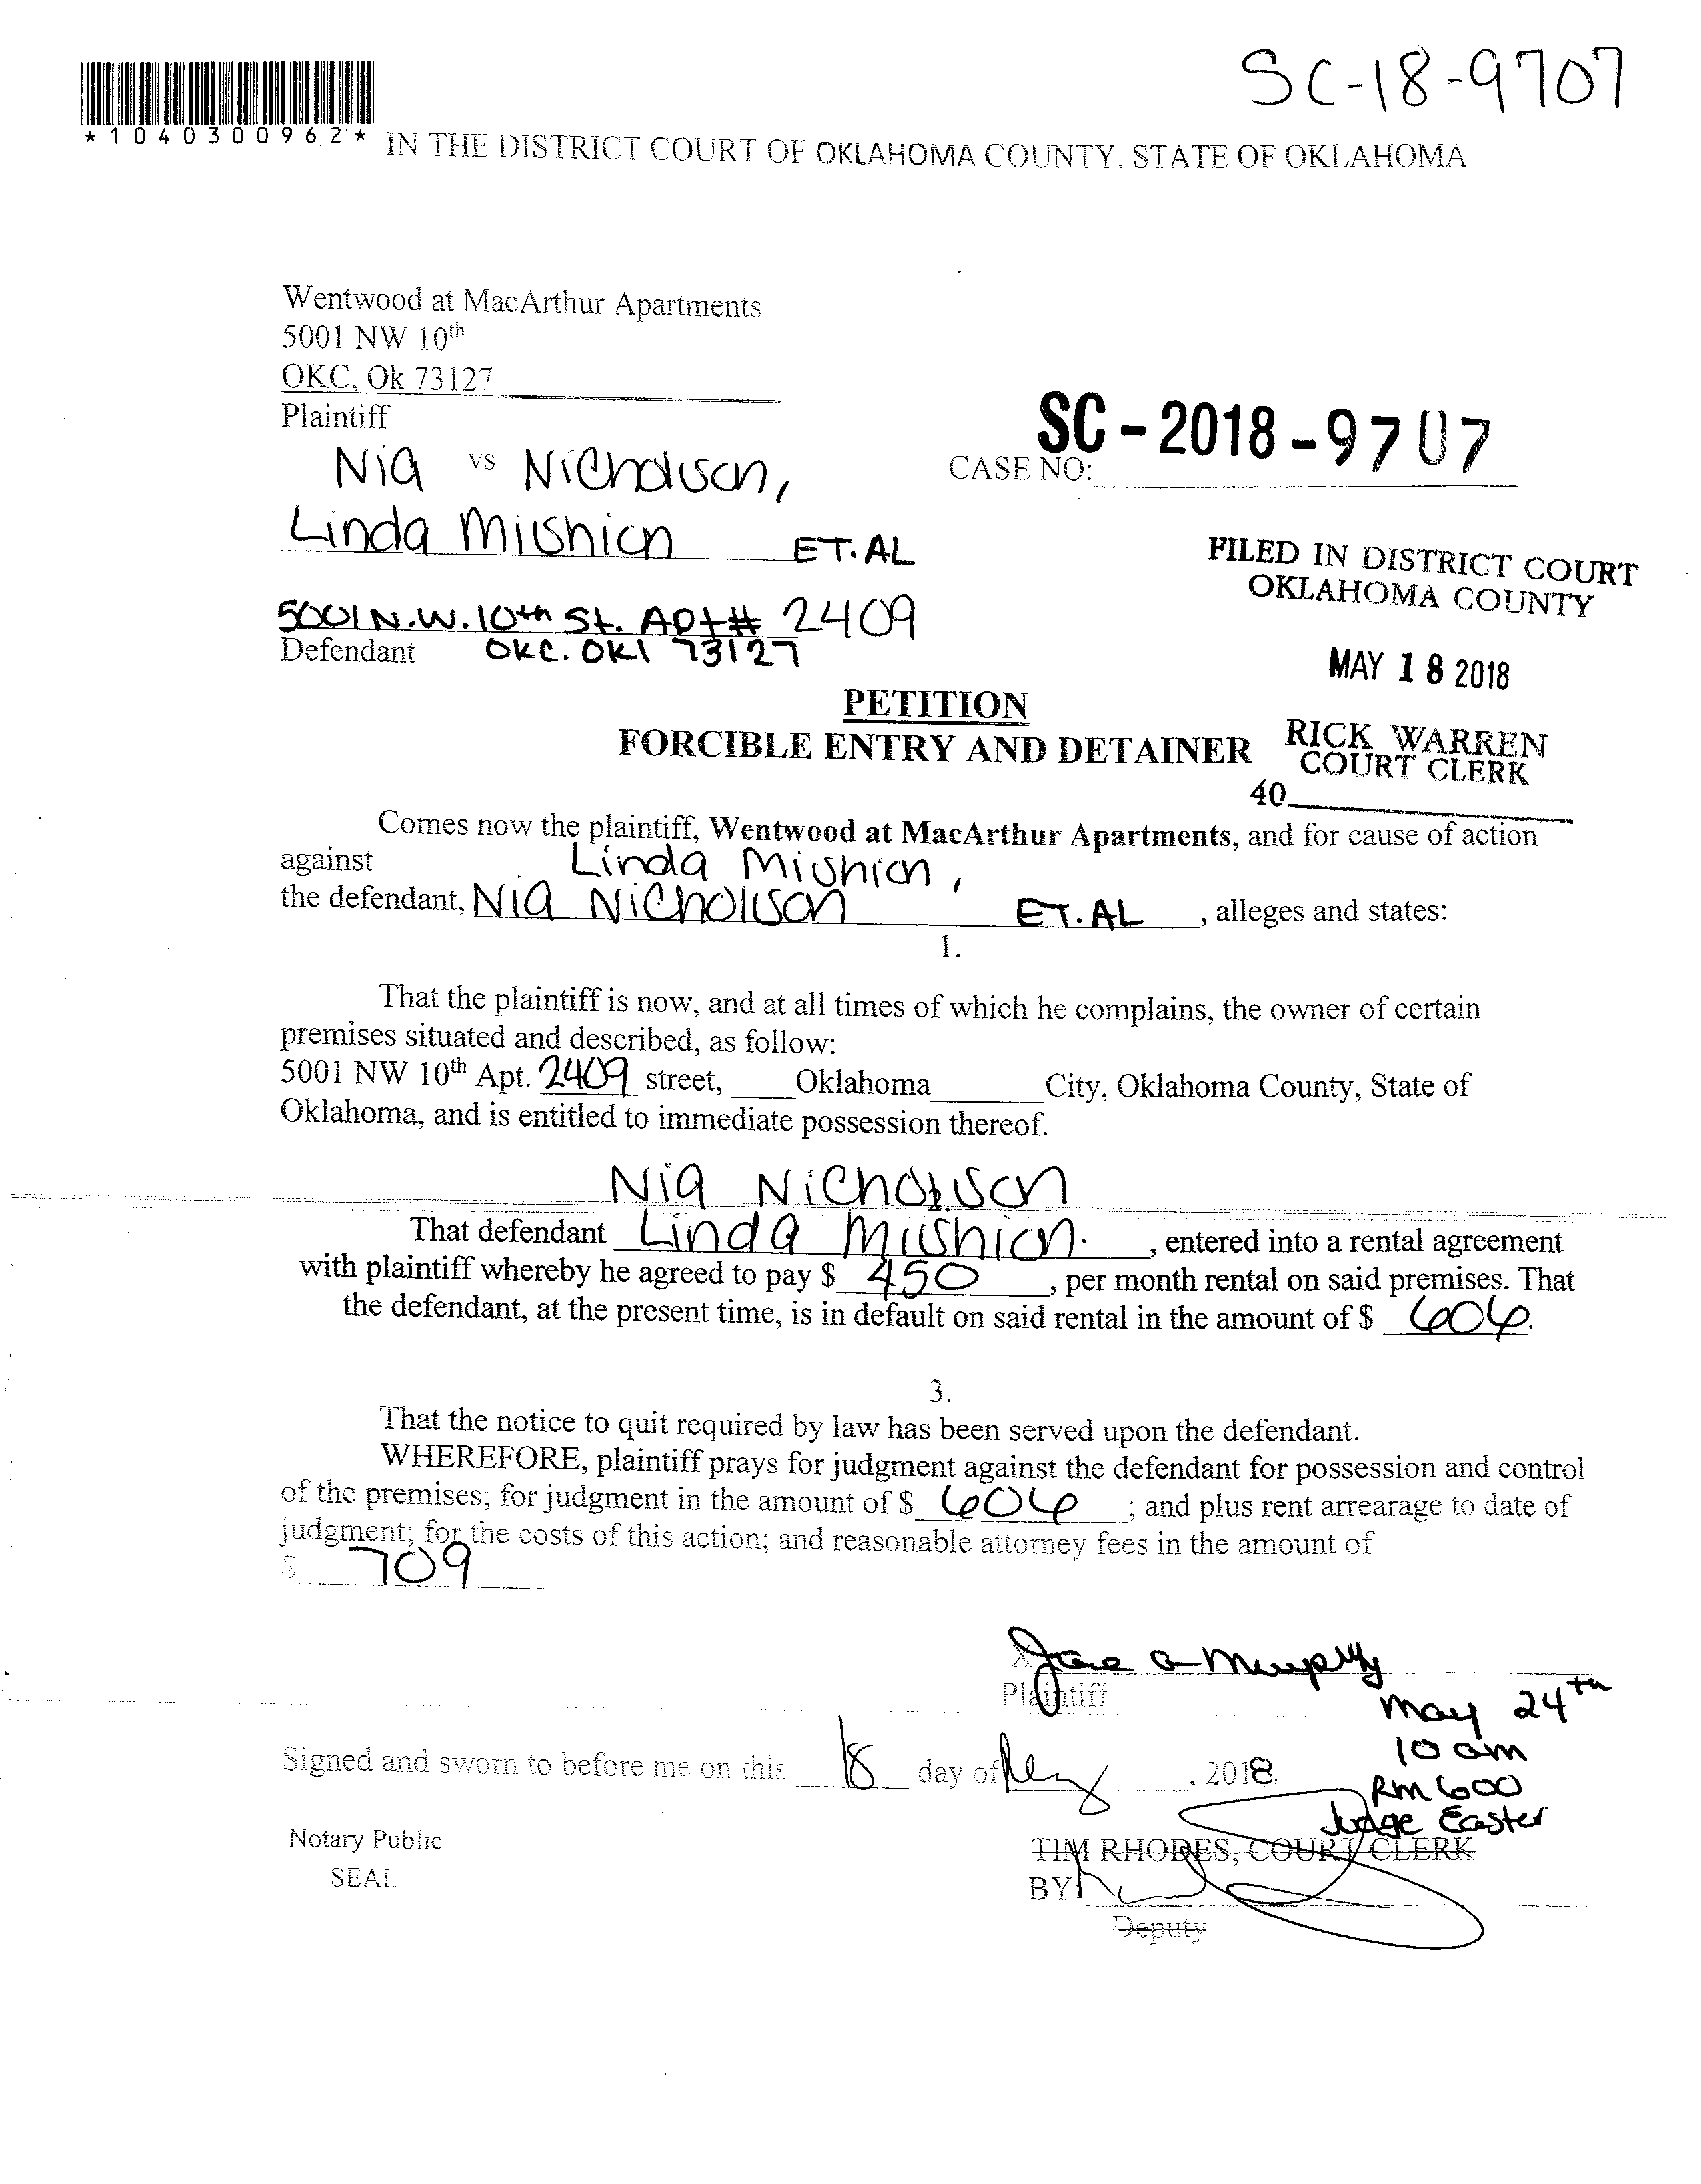 SC-18-9707
*1040300962*
IN THE DISTRICT COURT OF OKLAHOMA COUNTY, STATE OF OKLAHOMA
Wentwood at MacArthur Apartments
5001 NW 10th
OKC, Ok 73127
Plaintiff
SC-2018-9707
CASE NO:
Nia vs Nicholson,
Linda ET.AL
FILED IN DISTRICT COURT
OKLAHOMA COUNTY
5001 N.W. 10th St. Apt# 2409
Defendant OKC. Okl 73127
MAY 18 2018
PETITION
FORCIBLE ENTRY AND DETAINER
RICK WARREN
COURT CLERK
40
Comes now the plaintiff, Wentwood at MacArthur Apartments, and for cause of action
against Linda
the defendant, Nia Nicholson ET.AL, alleges and states:
1.
That the plaintiff is now, and at all times of which he complains, the owner of certain
premises situated and described, as follow:
5001 NW 10th Apt. 2409 street, Oklahoma City, Oklahoma County, State of
Oklahoma, and is entitled to immediate possession thereof.
Nia Nicholson
That defendant Linda , entered into a rental agreement
with plaintiff whereby he agreed to pay $ 450, per month rental on said premises. That
the defendant, at the present time, is in default on said rental in the amount of $ 606.
3.
That the notice to quit required by law has been served upon the defendant.
WHEREFORE, plaintiff prays for judgment against the defendant for possession and control
of the premises; for judgment in the amount of $ 606; and plus rent arrearage to date of
judgment; for the costs of this action; and reasonable attorney fees in the amount of
$ 709
X Jane a Murphy
Plaintiff
May 24th
10 am
Rm 600
Judge Easter
Signed and sworn to before me on this 18 day of May, 2018.
Notary Public
SEAL
TIM RHODES, COURT CLERK
BY
Deputy